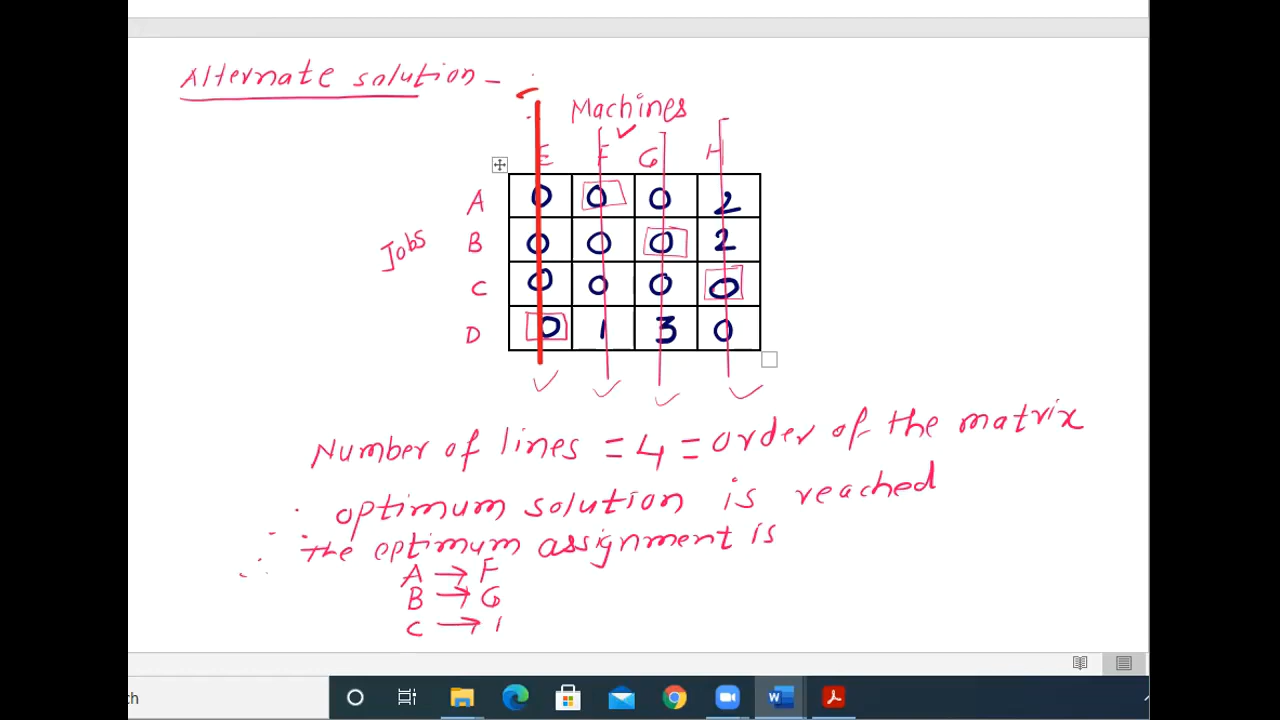 Alternate solution -
Machines
E F G H
A 0 0 0 2
Jobs
B 0 0 0 2
C 0 0 0 0
D 0 1 3 0
Number of lines = 4 = order of the matrix
∴ optimum solution is reached
∴ the optimum assignment is
A → F
B → G
C →
ch